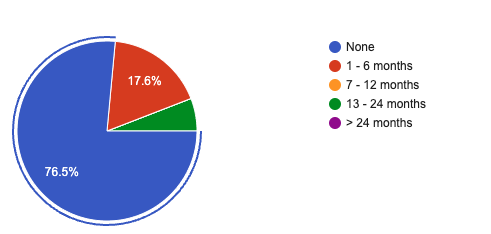 17.6%
76.5%
None
1 - 6 months
7 - 12 months
13 - 24 months
> 24 months